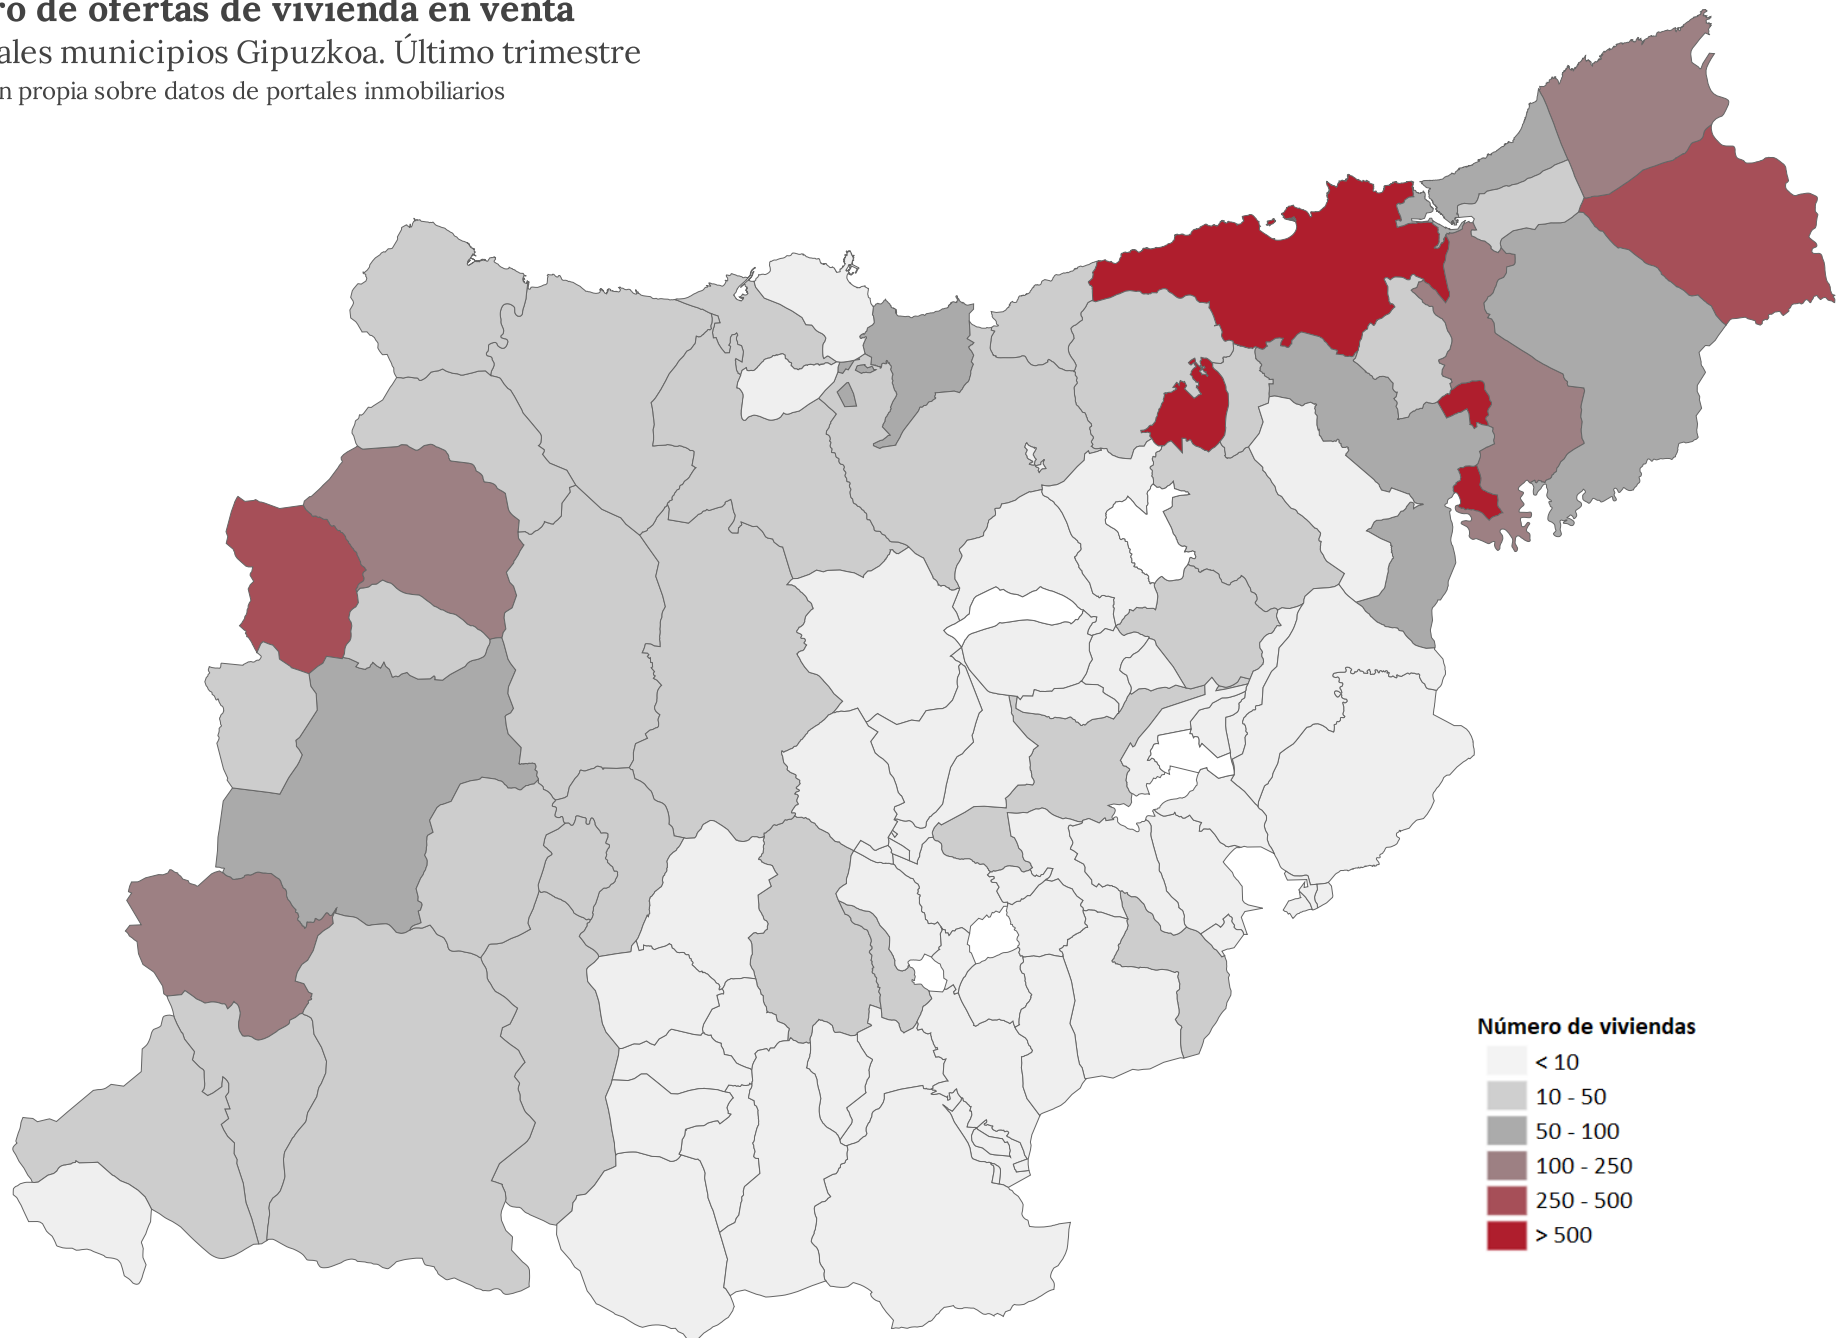 ro de ofertas de vivienda en venta
ales municipios Gipuzkoa. Último trimestre
n propia sobre datos de portales inmobiliarios
Número de viviendas
< 10
10 - 50
50 - 100
100 - 250
250 - 500
> 500